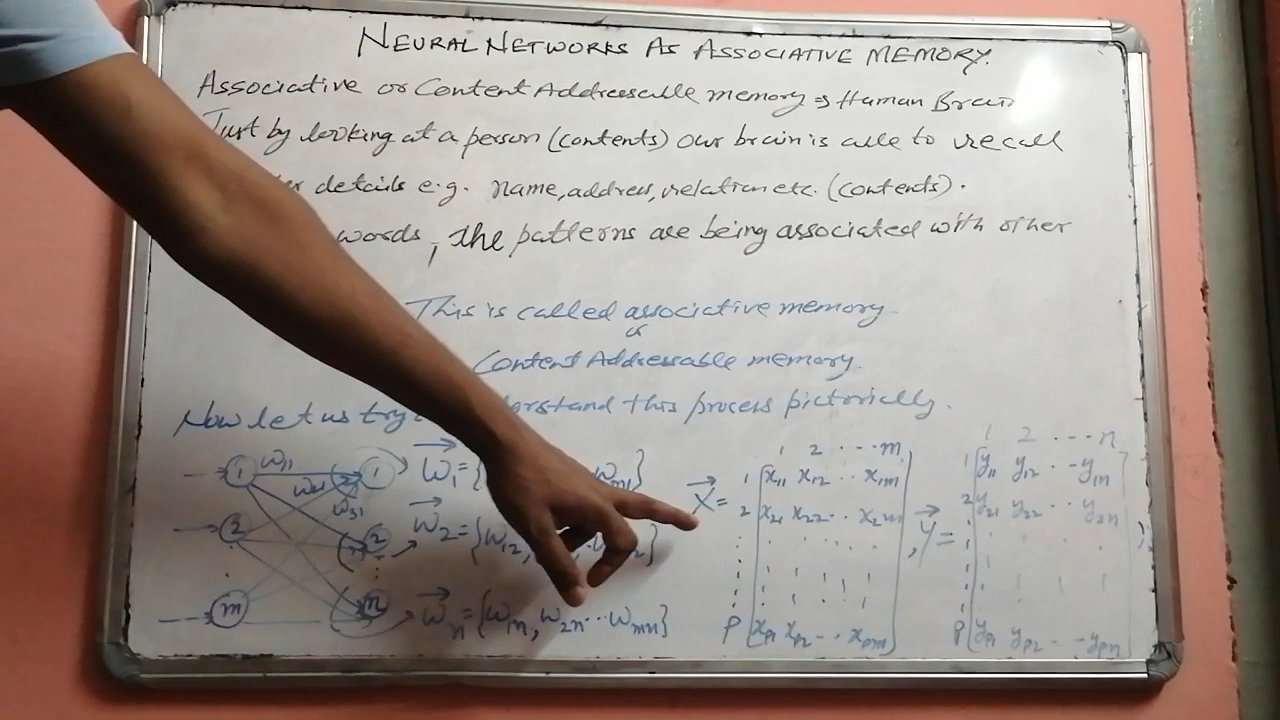 NEURAL NETWORKS AS ASSOCIATIVE MEMORY.
Associative or Content Addressable memory → Human Brain
Just by looking at a person (contents) our brain is able to recall
details e.g. name, address, relation etc. (contents).
words, the patterns are being associated with other
This is called associative memory
or
Content Addressable memory.
Now let us try understand this process pictorially.
1 w11 1 w21 w31
2 2
m n
W1 = { wm1}
W2 = {w12, }
Wn = {w1n, w2n ... wmn}
X =
1 2 ... m
1 x11 x12 .. x1m
2 x21 x22 .. x2m
P xp1 xp2 ... xpm
, Y =
1 2 ... n
1 y11 y12 .. y1n
2 y21 y22 .. y2n
P yp1 yp2 ... ypn